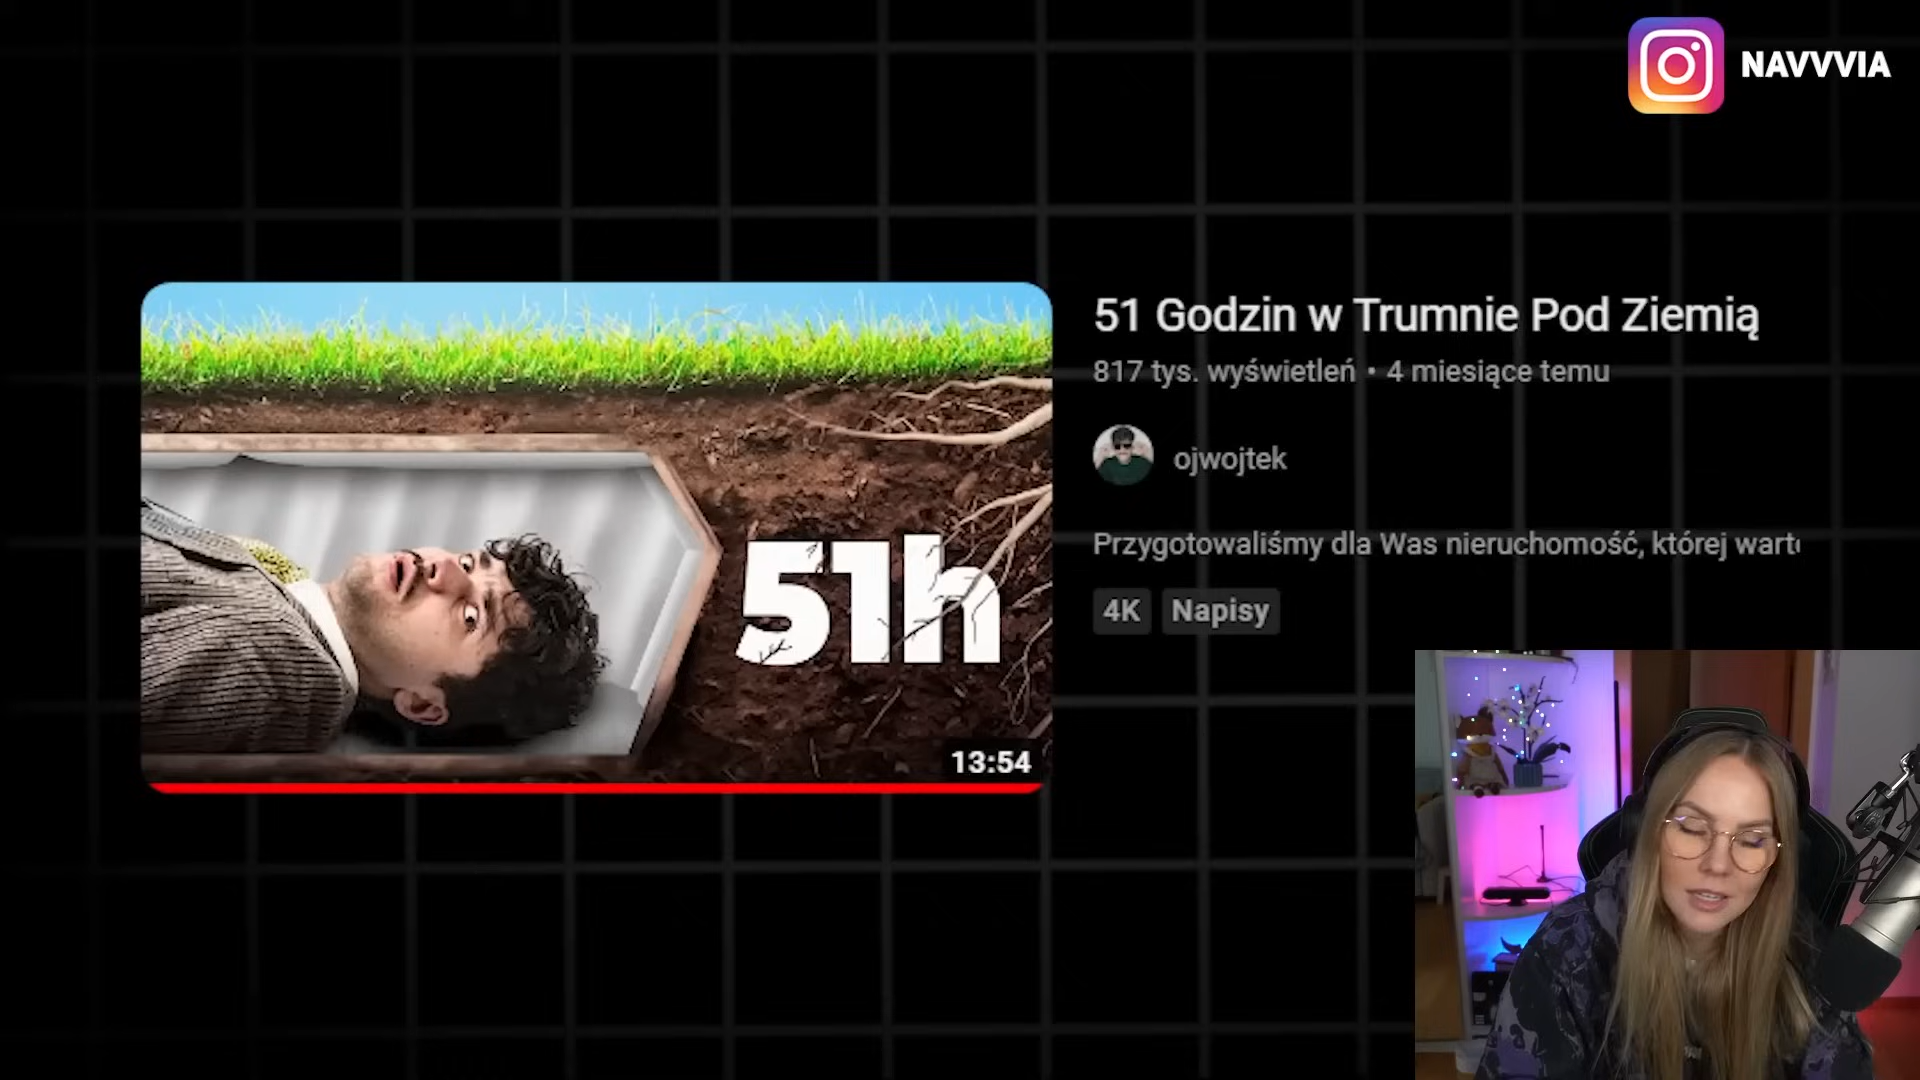 NAVVVIA
51 Godzin w Trumnie Pod Ziemią
817 tys. wyświetleń • 4 miesiące temu
ojwojtek
Przygotowaliśmy dla Was nieruchomość, której
4K Napisy
51h
13:54